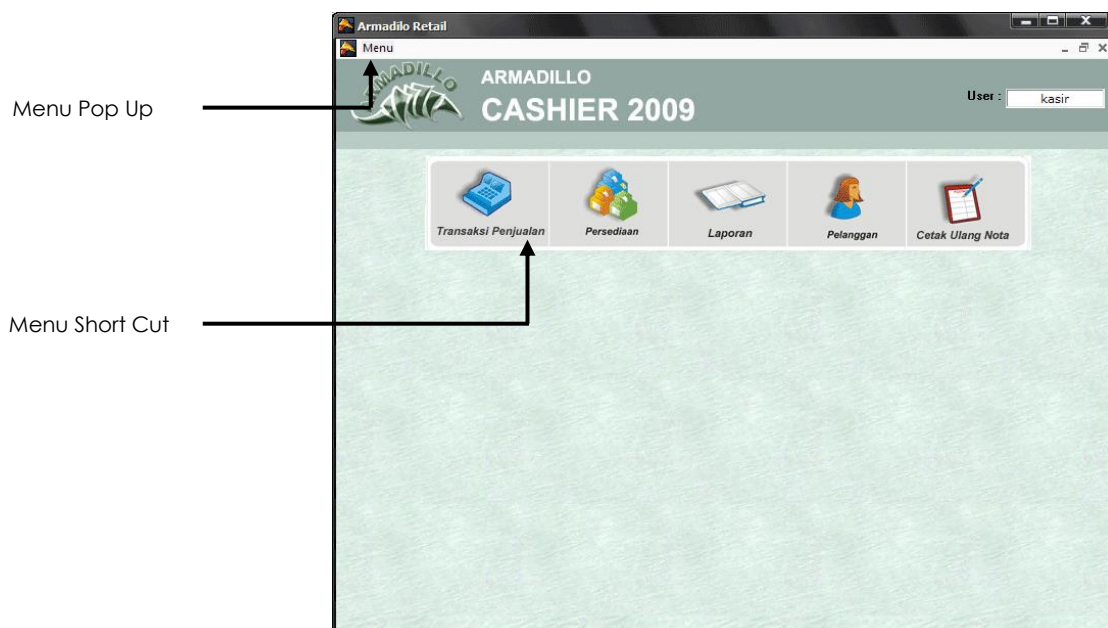 Armadilo Retail
Menu
ARMADILLO
ARMADILLO
CASHIER 2009
User :
kasir
Menu Pop Up
Transaksi Penjualan
Persediaan
Laporan
Pelanggan
Cetak Ulang Nota
Menu Short Cut